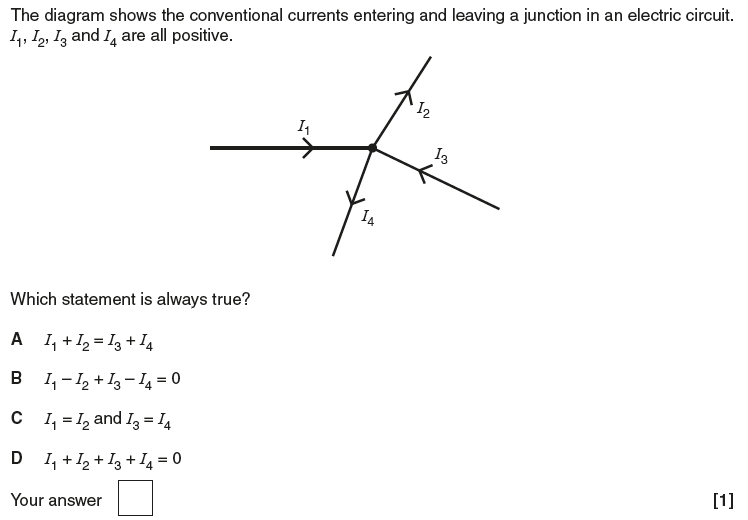 The diagram shows the conventional currents entering and leaving a junction in an electric circuit.
I₁, I₂, I₃ and I₄ are all positive.
I₂
I₁
I₃
I₄
Which statement is always true?
A I₁ + I₂ = I₃ + I₄
B I₁ – I₂ + I₃ – I₄ = 0
C I₁ = I₂ and I₃ = I₄
D I₁ + I₂ + I₃ + I₄ = 0
Your answer [1]